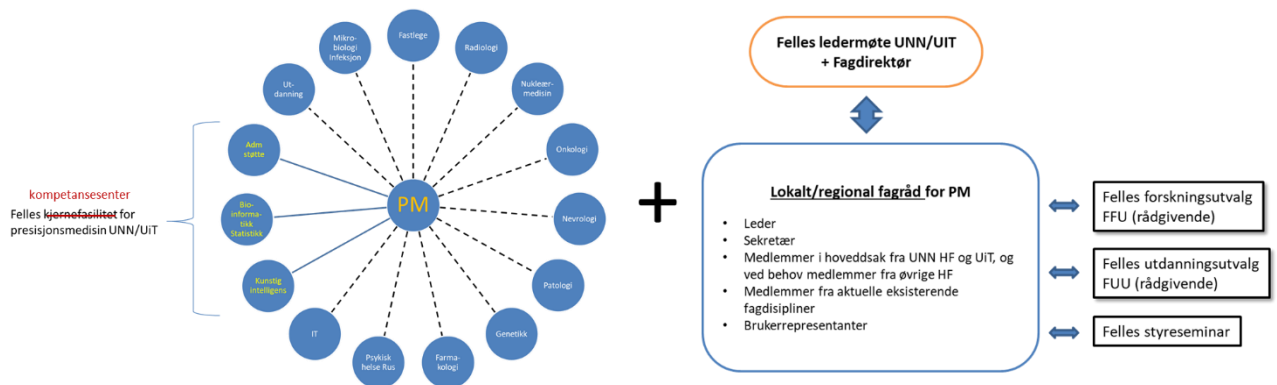 Fastlege
Radiologi
Nukleær-
medisin
Onkologi
Nevrologi
Patologi
Genetikk
Farma-
kologi
Psykisk
helse Rus
IT
Kunstig
intelligens
Bio-
informa-
tikk
Statistikk
Adm
støtte
Ut-
danning
Mikro-
biologi
Infeksjon
PM
kompetansesenter
Felles kjernefasilitet for
presisjonsmedisin UNN/UiT
+
Felles ledermøte UNN/UIT
+ Fagdirektør
Lokalt/regional fagråd for PM
• Leder
• Sekretær
• Medlemmer i hoveddsak fra UNN HF og UiT, og
ved behov medlemmer fra øvrige HF
• Medlemmer fra aktuelle eksisterende
fagdisipliner
• Brukerrepresentanter
Felles forskningsutvalg
FFU (rådgivende)
Felles utdanningsutvalg
FUU (rådgivende)
Felles styreseminar